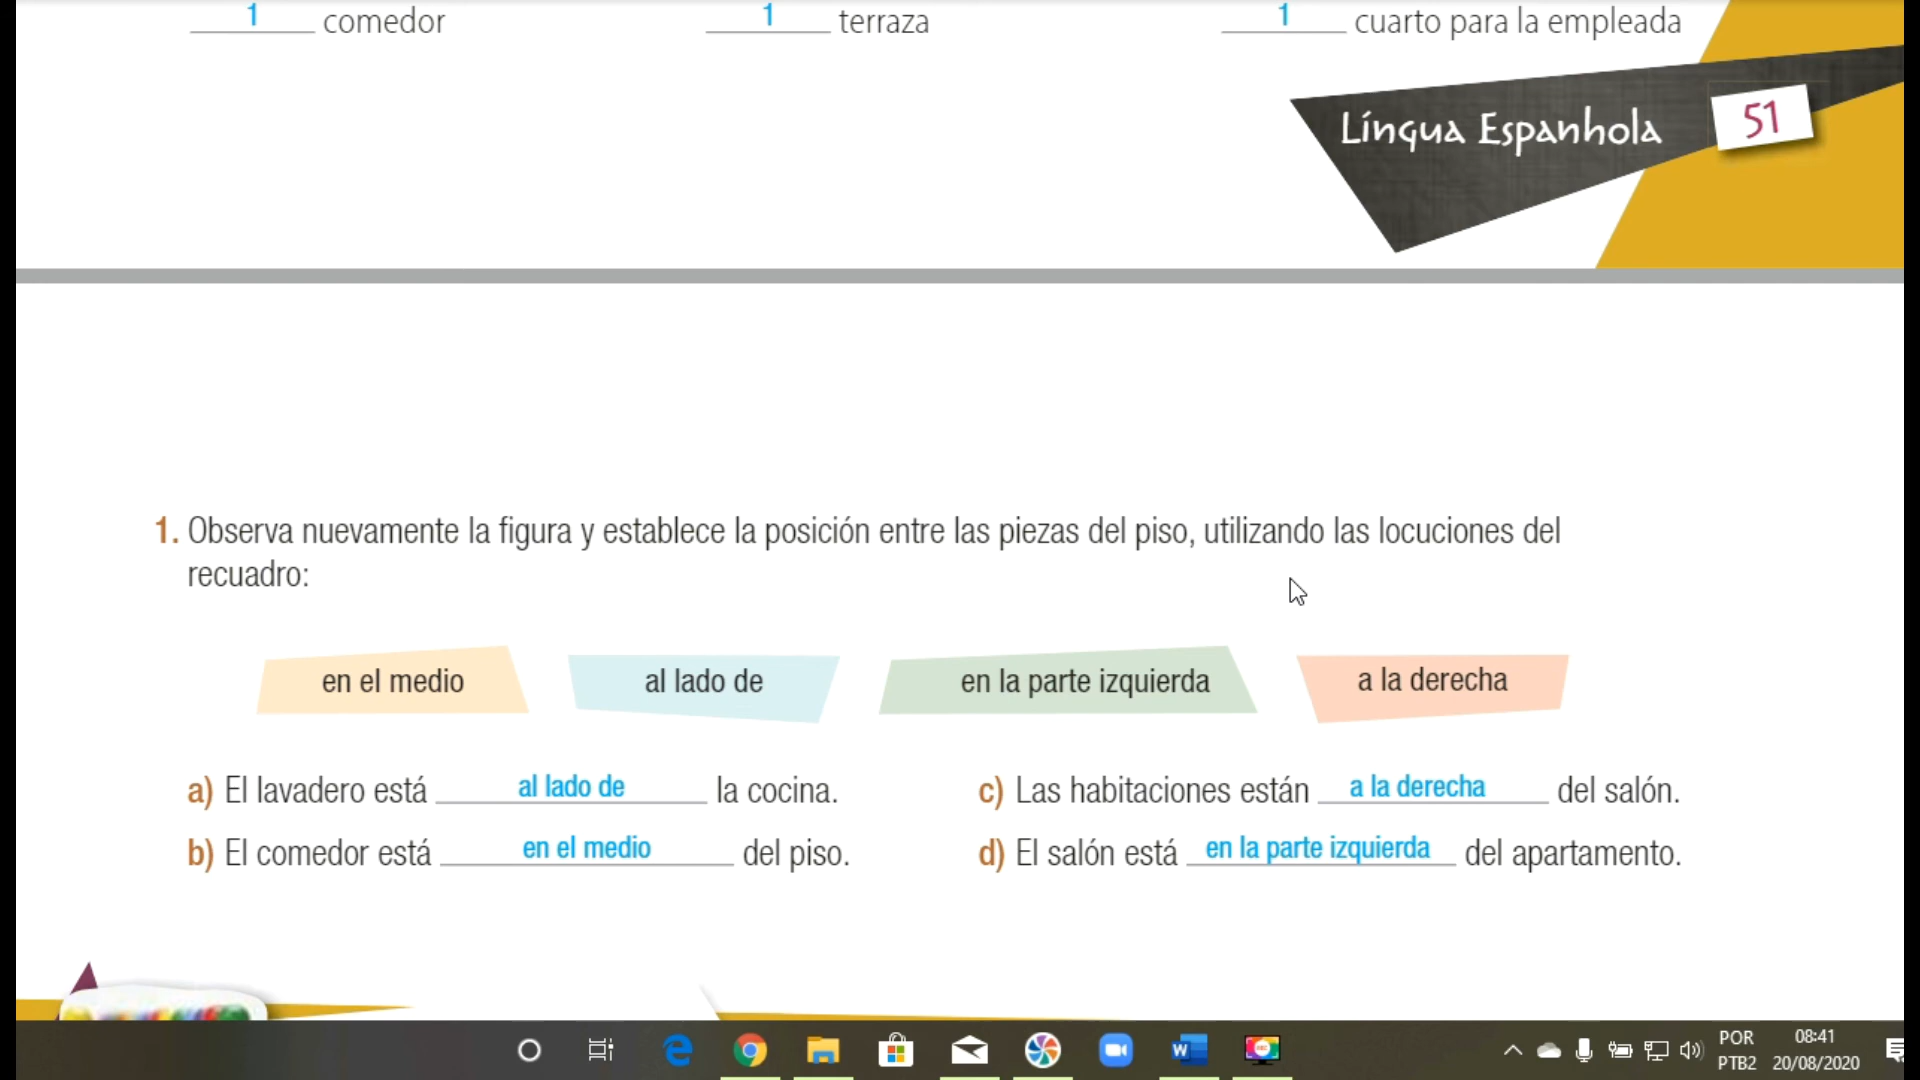 1 comedor 1 terraza 1 cuarto para la empleada
Língua Espanhola 51
1. Observa nuevamente la figura y establece la posición entre las piezas del piso, utilizando las locuciones del
recuadro:
en el medio al lado de en la parte izquierda a la derecha
a) El lavadero está al lado de la cocina. c) Las habitaciones están a la derecha del salón.
b) El comedor está en el medio del piso. d) El salón está en la parte izquierda del apartamento.
POR 08:41
PTB2 20/08/2020